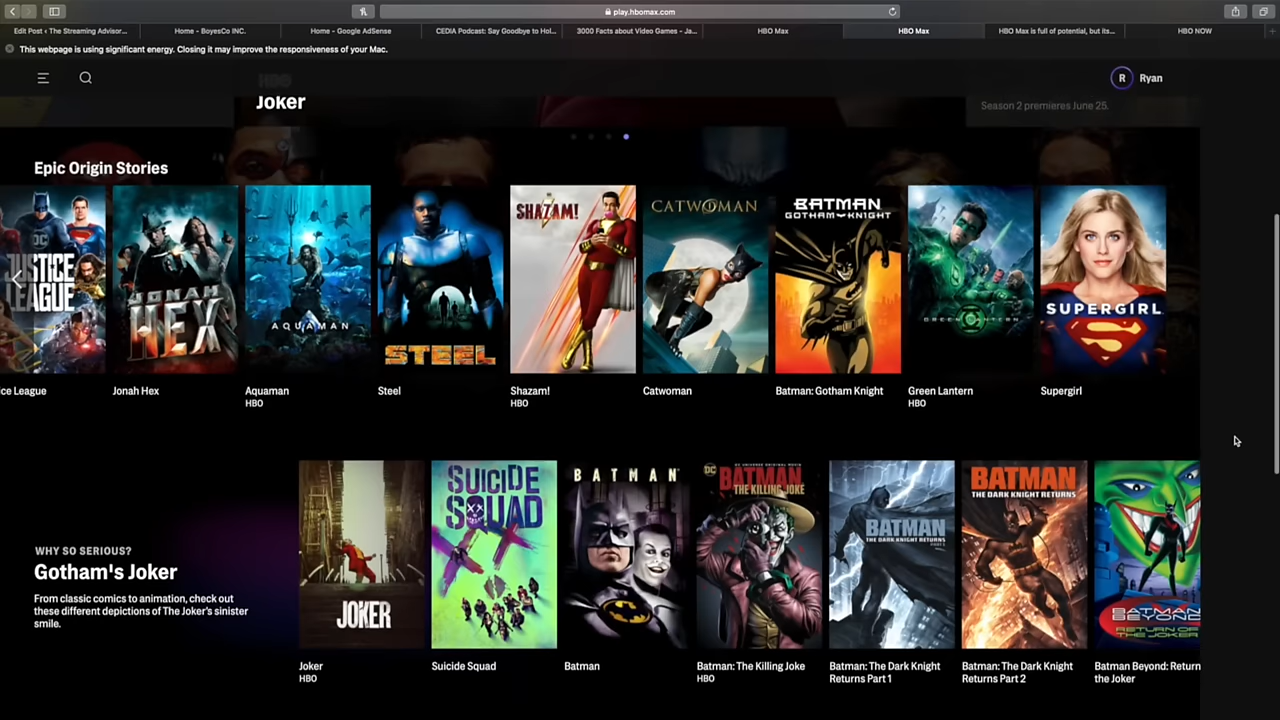 play.hbomax.com
Edit Post ‹ The Streaming Advisor...
Home - BoyesCo INC.
Home - Google AdSense
CEDIA Podcast: Say Goodbye to Hol...
3000 Facts about Video Games - Ja...
HBO Max
HBO Max
HBO Max is full of potential, but its...
HBO NOW
This webpage is using significant energy. Closing it may improve the responsiveness of your Mac.
R
Ryan
HBO
Joker
Season 2 premieres June 25.
Epic Origin Stories
DC
JUSTICE
LEAGUE
JONAH
HEX
AQUAMAN
STEEL
SHAZAM!
CATWOMAN
BATMAN
GOTHAM KNIGHT
GREEN LANTERN
SUPERGIRL
ce League
Jonah Hex
Aquaman
HBO
Steel
Shazam!
HBO
Catwoman
Batman: Gotham Knight
Green Lantern
HBO
Supergirl
WHY SO SERIOUS?
Gotham's Joker
From classic comics to animation, check out
these different depictions of The Joker's sinister
smile.
JOKER
SUICIDE
SQUAD
BATMAN
DC
BATMAN
THE KILLING JOKE
BATMAN
THE DARK KNIGHT RETURNS
BATMAN
THE DARK KNIGHT RETURNS
BATMAN
BEYOND
RETURN OF
THE JOKER
Joker
HBO
Suicide Squad
Batman
Batman: The Killing Joke
HBO
Batman: The Dark Knight
Returns Part 1
Batman: The Dark Knight
Returns Part 2
Batman Beyond: Return
the Joker